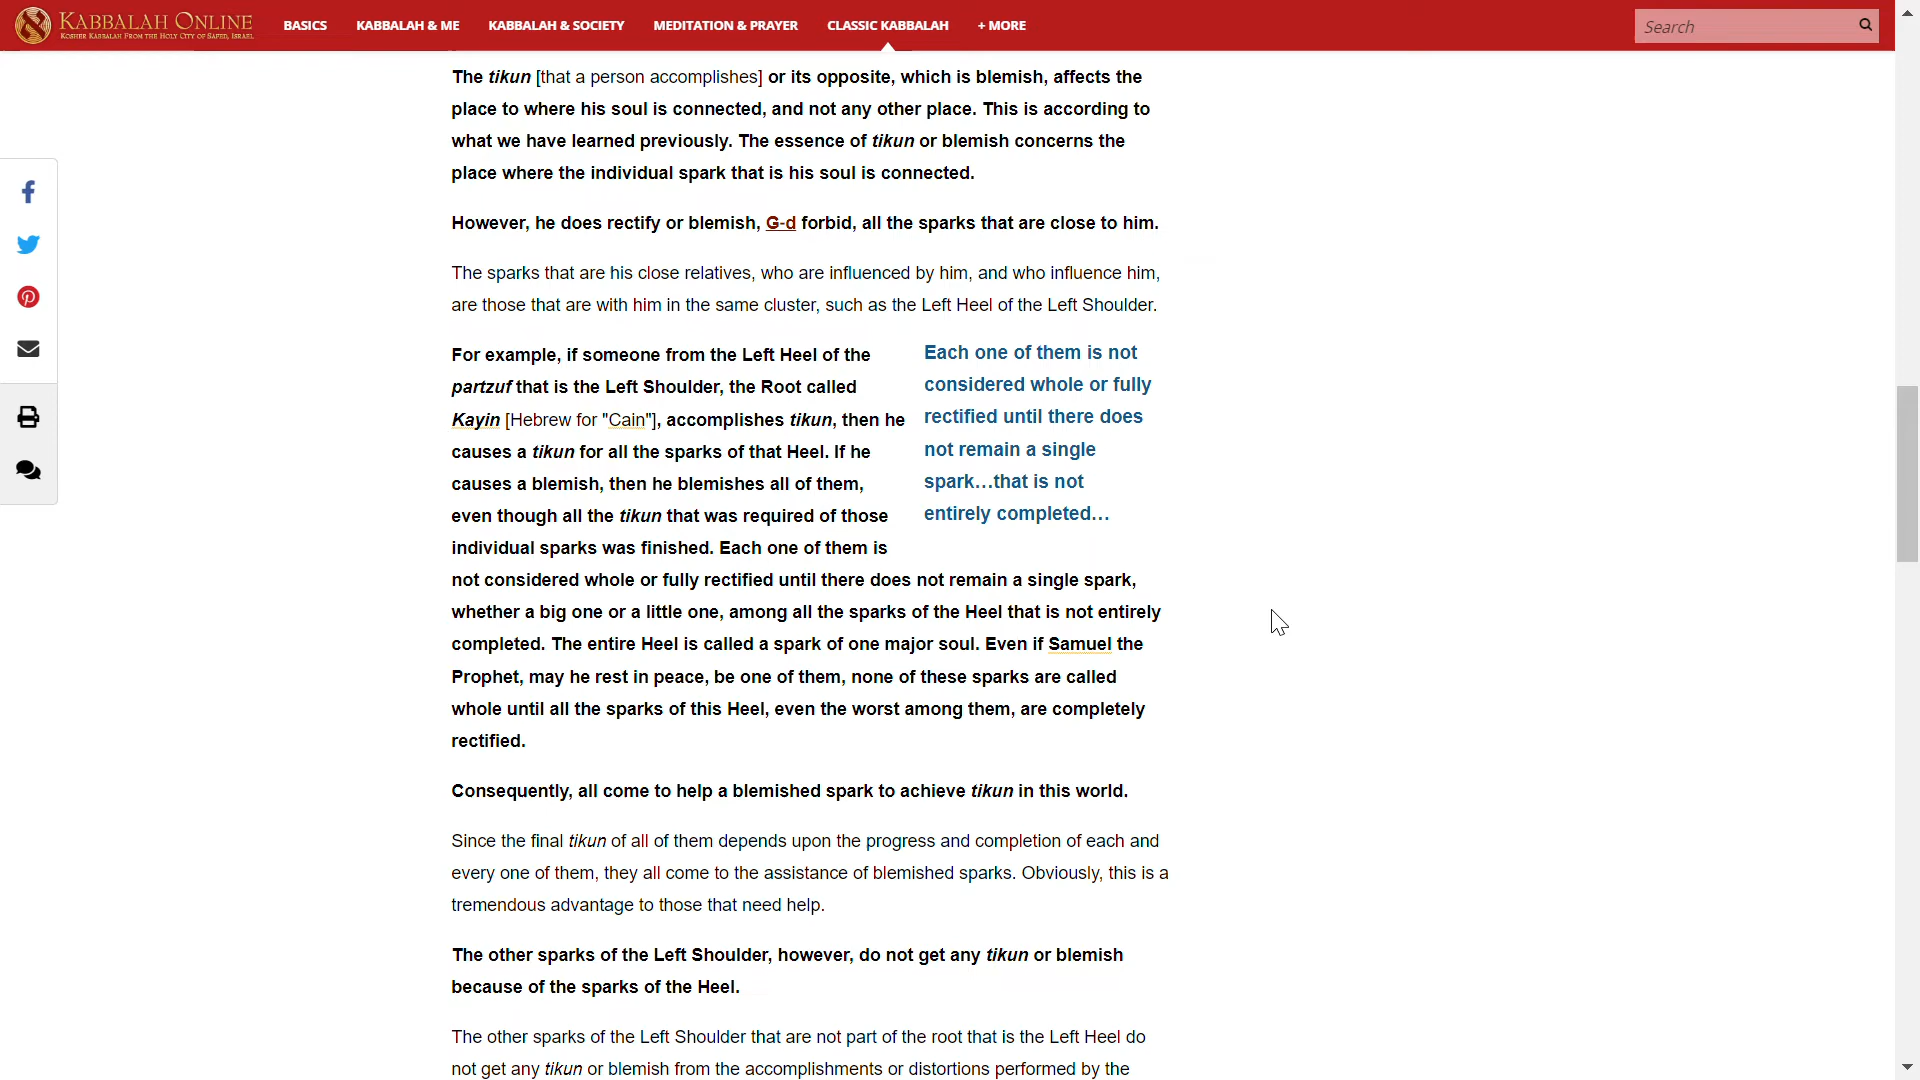 KABBALAH ONLINE
KOSHER KABBALAH FROM THE HOLY CITY OF SAFED, ISRAEL
BASICS
KABBALAH & ME
KABBALAH & SOCIETY
MEDITATION & PRAYER
CLASSIC KABBALAH
+ MORE
Search
The tikun [that a person accomplishes] or its opposite, which is blemish, affects the
place to where his soul is connected, and not any other place. This is according to
what we have learned previously. The essence of tikun or blemish concerns the
place where the individual spark that is his soul is connected.
However, he does rectify or blemish, G-d forbid, all the sparks that are close to him.
The sparks that are his close relatives, who are influenced by him, and who influence him,
are those that are with him in the same cluster, such as the Left Heel of the Left Shoulder.
For example, if someone from the Left Heel of the
partzuf that is the Left Shoulder, the Root called
Kayin [Hebrew for "Cain"], accomplishes tikun, then he
causes a tikun for all the sparks of that Heel. If he
causes a blemish, then he blemishes all of them,
even though all the tikun that was required of those
individual sparks was finished. Each one of them is
not considered whole or fully rectified until there does not remain a single spark,
whether a big one or a little one, among all the sparks of the Heel that is not entirely
completed. The entire Heel is called a spark of one major soul. Even if Samuel the
Prophet, may he rest in peace, be one of them, none of these sparks are called
whole until all the sparks of this Heel, even the worst among them, are completely
rectified.
Each one of them is not
considered whole or fully
rectified until there does
not remain a single
spark…that is not
entirely completed…
Consequently, all come to help a blemished spark to achieve tikun in this world.
Since the final tikun of all of them depends upon the progress and completion of each and
every one of them, they all come to the assistance of blemished sparks. Obviously, this is a
tremendous advantage to those that need help.
The other sparks of the Left Shoulder, however, do not get any tikun or blemish
because of the sparks of the Heel.
The other sparks of the Left Shoulder that are not part of the root that is the Left Heel do
not get any tikun or blemish from the accomplishments or distortions performed by the